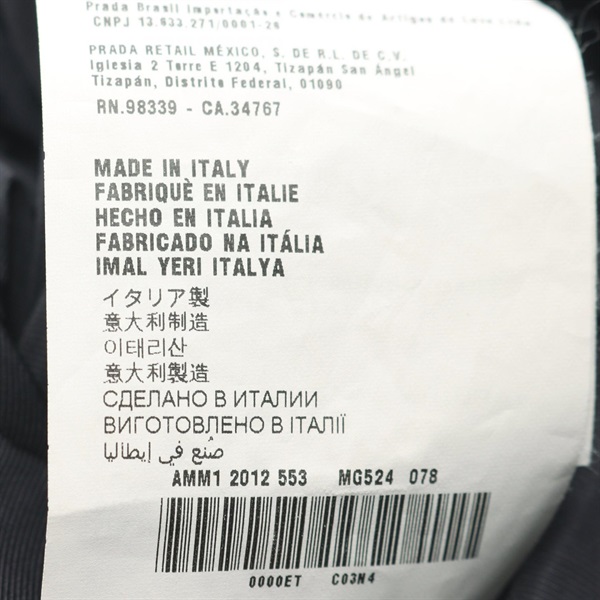 Prada Brasil Importação e Comércio de Artigos de Luxo Ltda
CNPJ 13.633.271/0001-28
PRADA RETAIL MÉXICO, S. DE R.L. DE C.V.
Iglesia 2 Torre E 1204, Tizapán San Ángel
Tizapán, Distrito Federal, 01090
RN.98339 - CA.34767
MADE IN ITALY
FABRIQUÈ EN ITALIE
HECHO EN ITALIA
FABRICADO NA ITÁLIA
IMAL YERI ITALYA
イタリア製
意大利制造
이태리산
意大利製造
СДЕЛАНО В ИТАЛИИ
ВИГОТОВЛЕНО В ІТАЛІЇ
صُنع في إيطاليا
AMM1 2012 553 MG524 078
0000ET C03N4